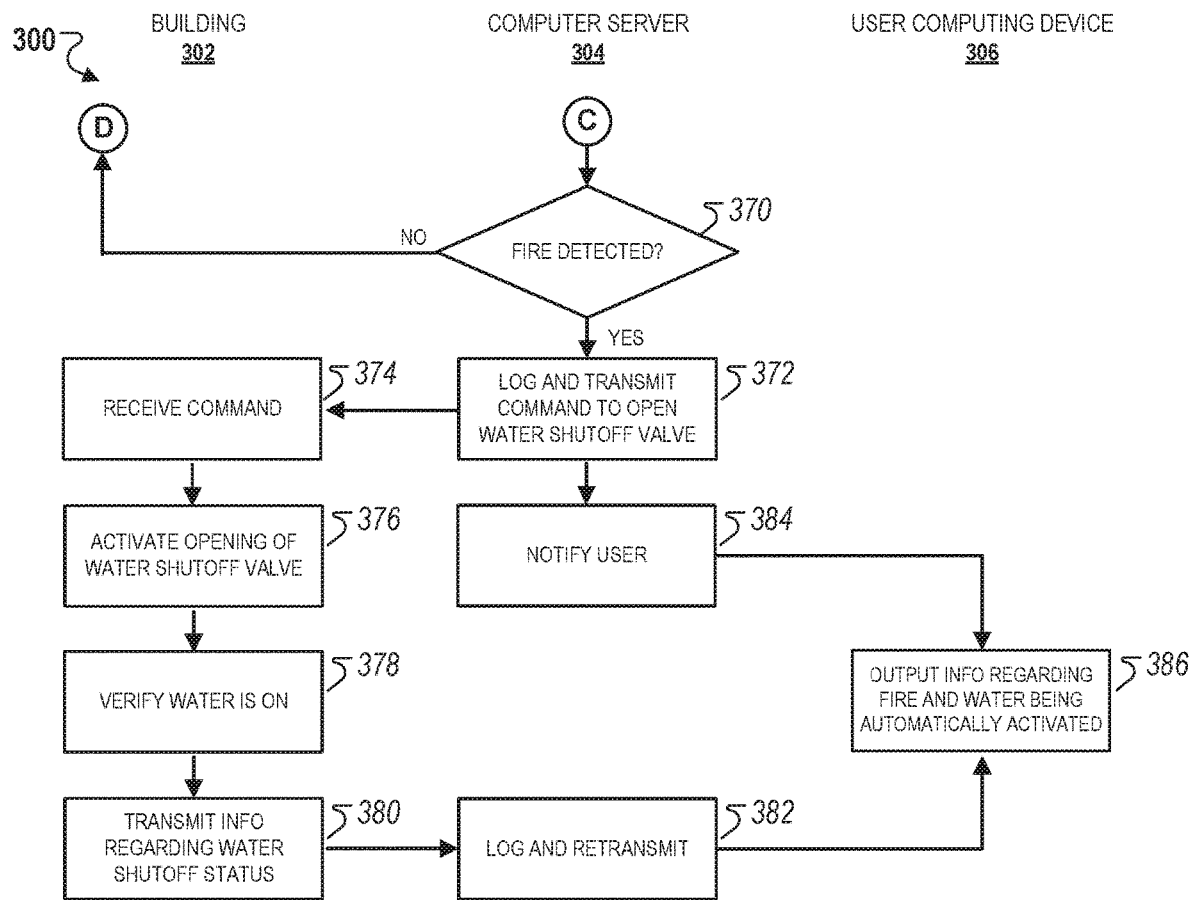 BUILDING
302
COMPUTER SERVER
304
USER COMPUTING DEVICE
306
300
D
C
370
FIRE DETECTED?
NO
YES
374
RECEIVE COMMAND
372
LOG AND TRANSMIT
COMMAND TO OPEN
WATER SHUTOFF VALVE
376
ACTIVATE OPENING OF
WATER SHUTOFF VALVE
384
NOTIFY USER
378
VERIFY WATER IS ON
386
OUTPUT INFO REGARDING
FIRE AND WATER BEING
AUTOMATICALLY ACTIVATED
380
TRANSMIT INFO
REGARDING WATER
SHUTOFF STATUS
382
LOG AND RETRANSMIT